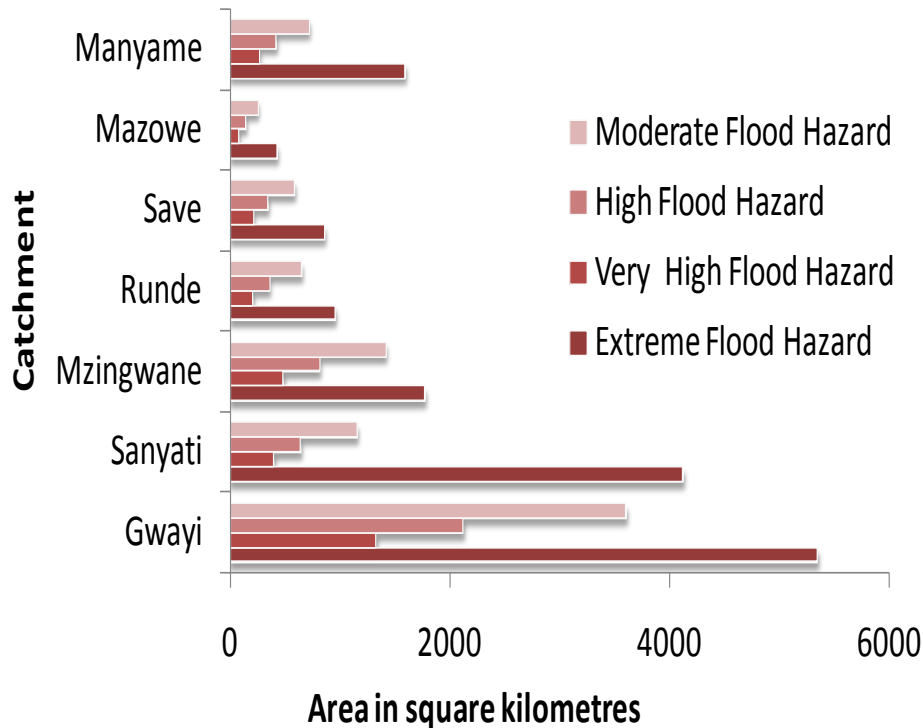 Catchment
Manyame
Mazowe
Save
Runde
Mzingwane
Sanyati
Gwayi
Moderate Flood Hazard
High Flood Hazard
Very High Flood Hazard
Extreme Flood Hazard
0 2000 4000 6000
Area in square kilometres